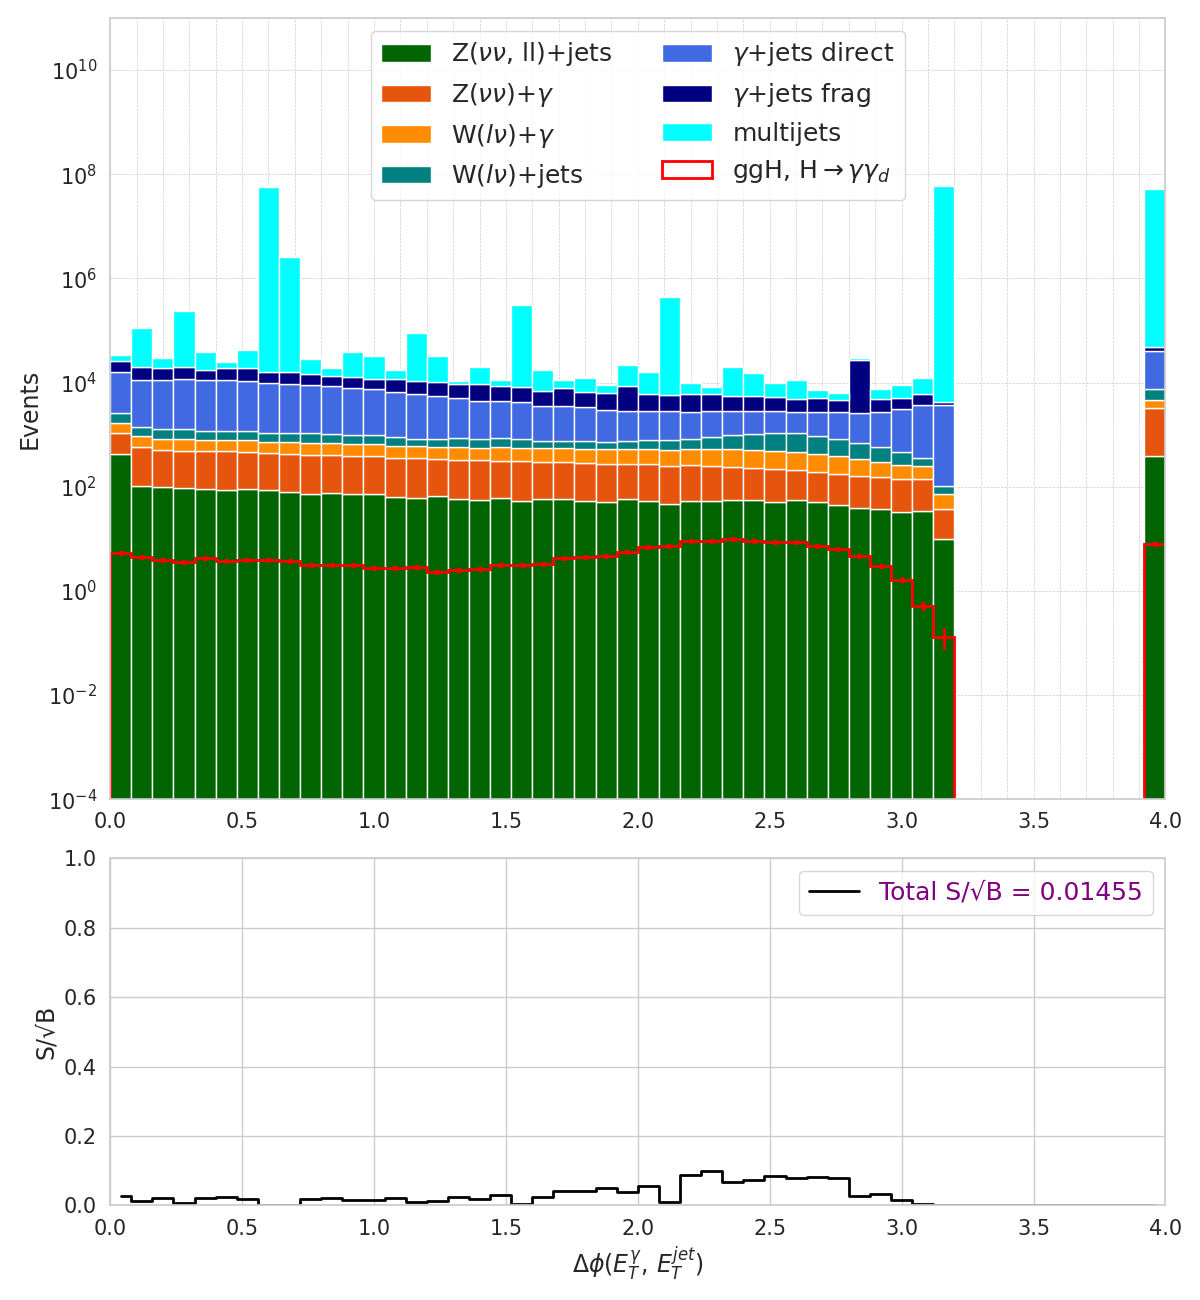 Z(νν, ll)+jets
Z(νν)+γ
W(lν)+γ
W(lν)+jets
γ+jets direct
γ+jets frag
multijets
ggH, H→γγ_d
Events
10^10
10^8
10^6
10^4
10^2
10^0
10^−2
10^−4
0.0 0.5 1.0 1.5 2.0 2.5 3.0 3.5 4.0
Total S/√B = 0.01455
S/√B
1.0
0.8
0.6
0.4
0.2
0.0
0.0 0.5 1.0 1.5 2.0 2.5 3.0 3.5 4.0
Δϕ(E_T^γ, E_T^jet)